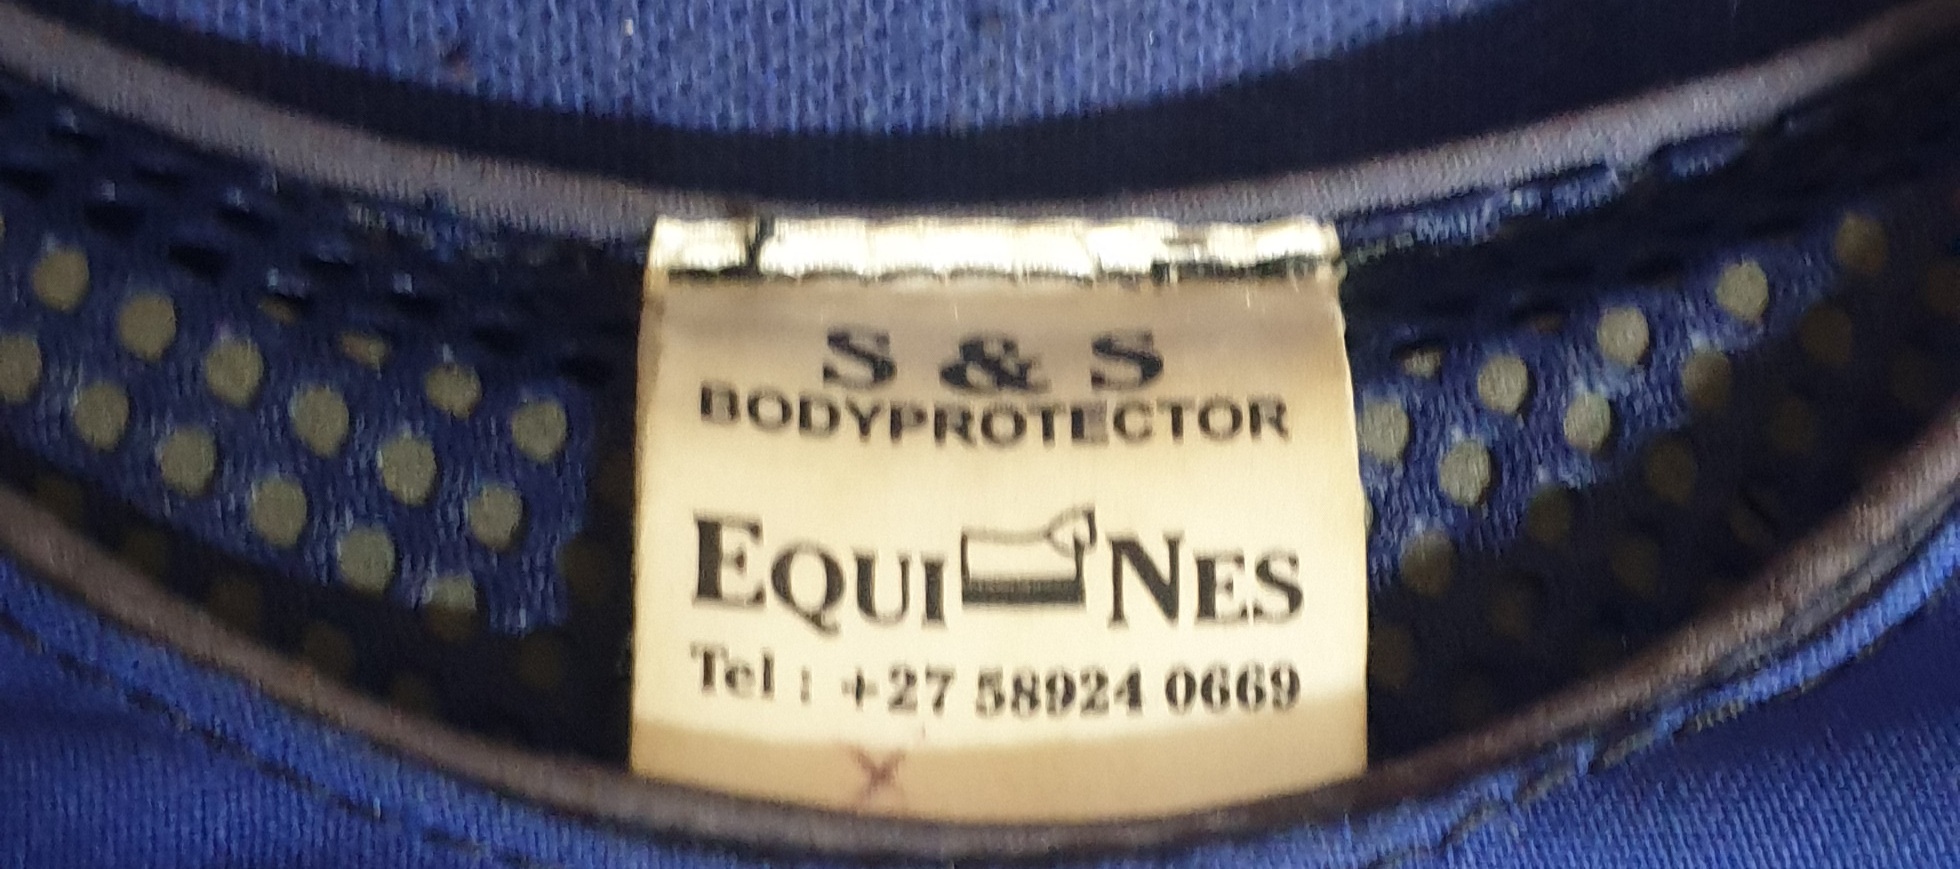 S & S
BODYPROTECTOR
EQUINES
Tel : +27 58924 0669
X